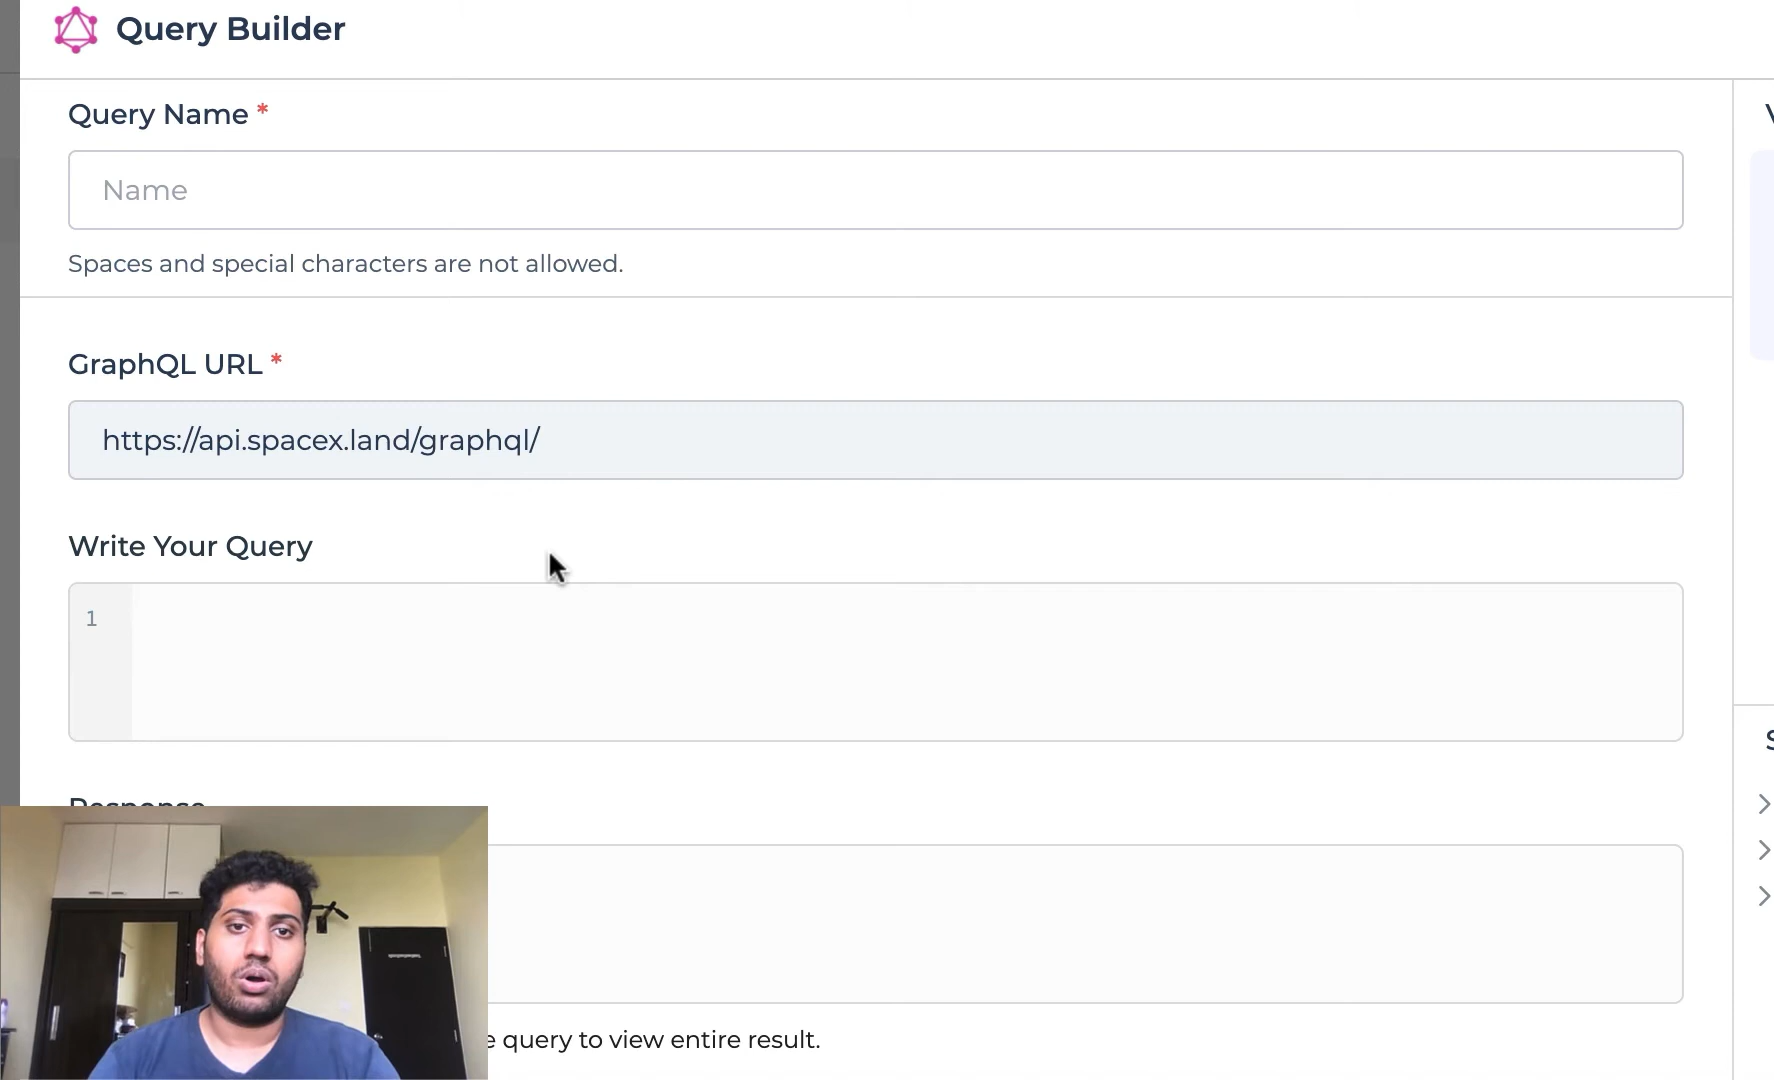 Query Builder
Query Name *
Name
Spaces and special characters are not allowed.
GraphQL URL *
https://api.spacex.land/graphql/
Write Your Query
1
Response
query to view entire result.